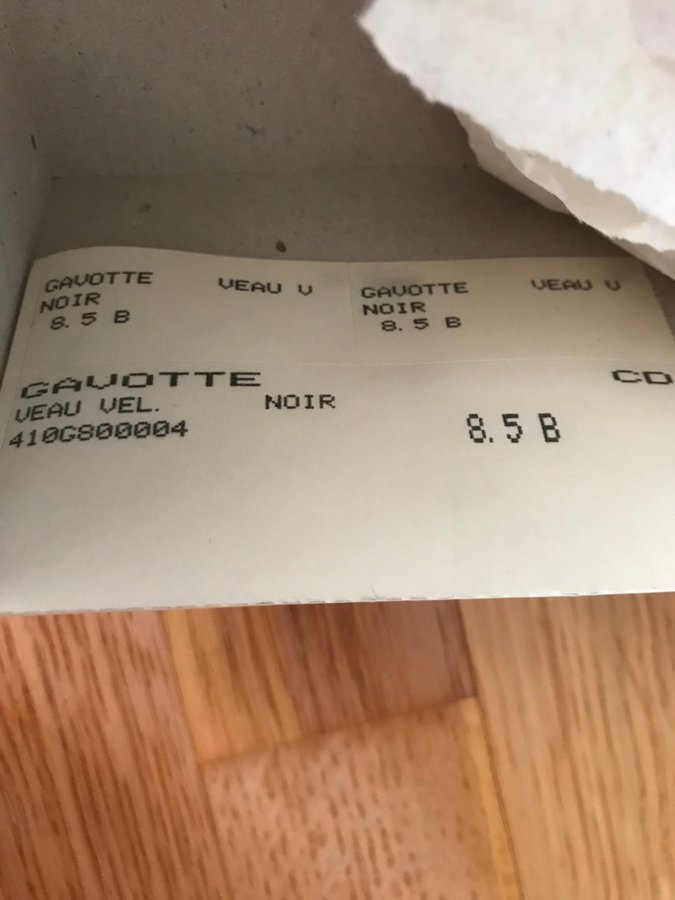 GAVOTTE VEAU V
NOIR
8.5 B
GAVOTTE VEAU V
NOIR
8.5 B
GAVOTTE CD
VEAU VEL. NOIR
410G800004 8.5 B